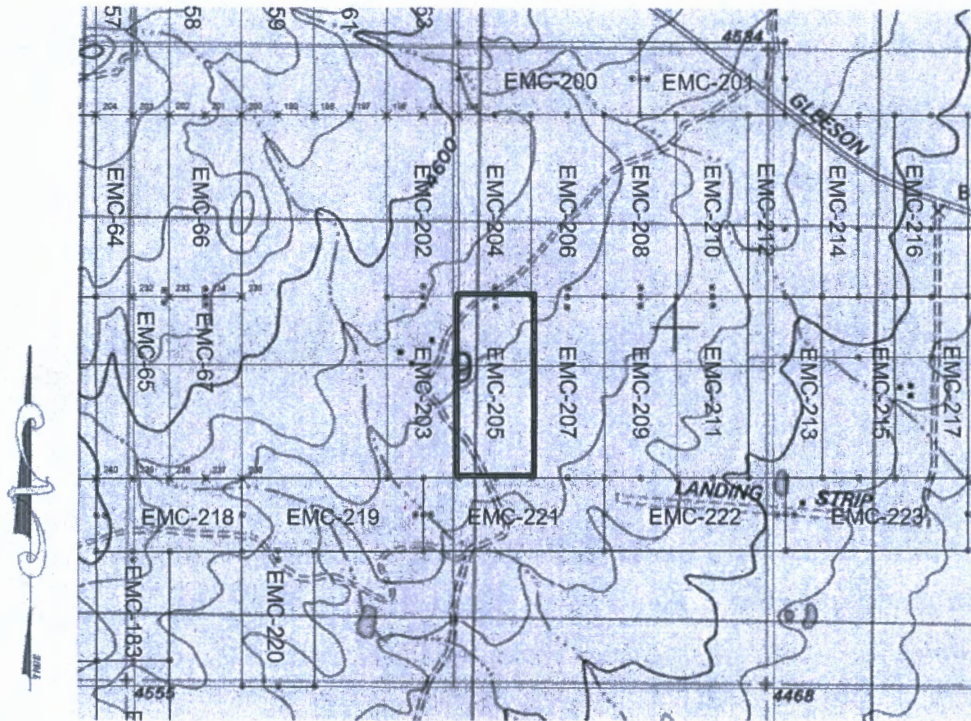 57
58
59
61
63
4594
EMC-200
EMC-201
GLEESON
4600
EMC-64
EMC-66
EMC-202
EMC-204
EMC-206
EMC-208
EMC-210
EMC-212
EMC-214
EMC-216
EMC-65
EMC-67
EMC-203
EMC-205
EMC-207
EMC-209
EMC-211
EMC-213
EMC-215
EMC-217
LANDING STRIP
EMC-218
EMC-219
EMC-221
EMC-222
EMC-223
EMC-183
EMC-220
4555
4468